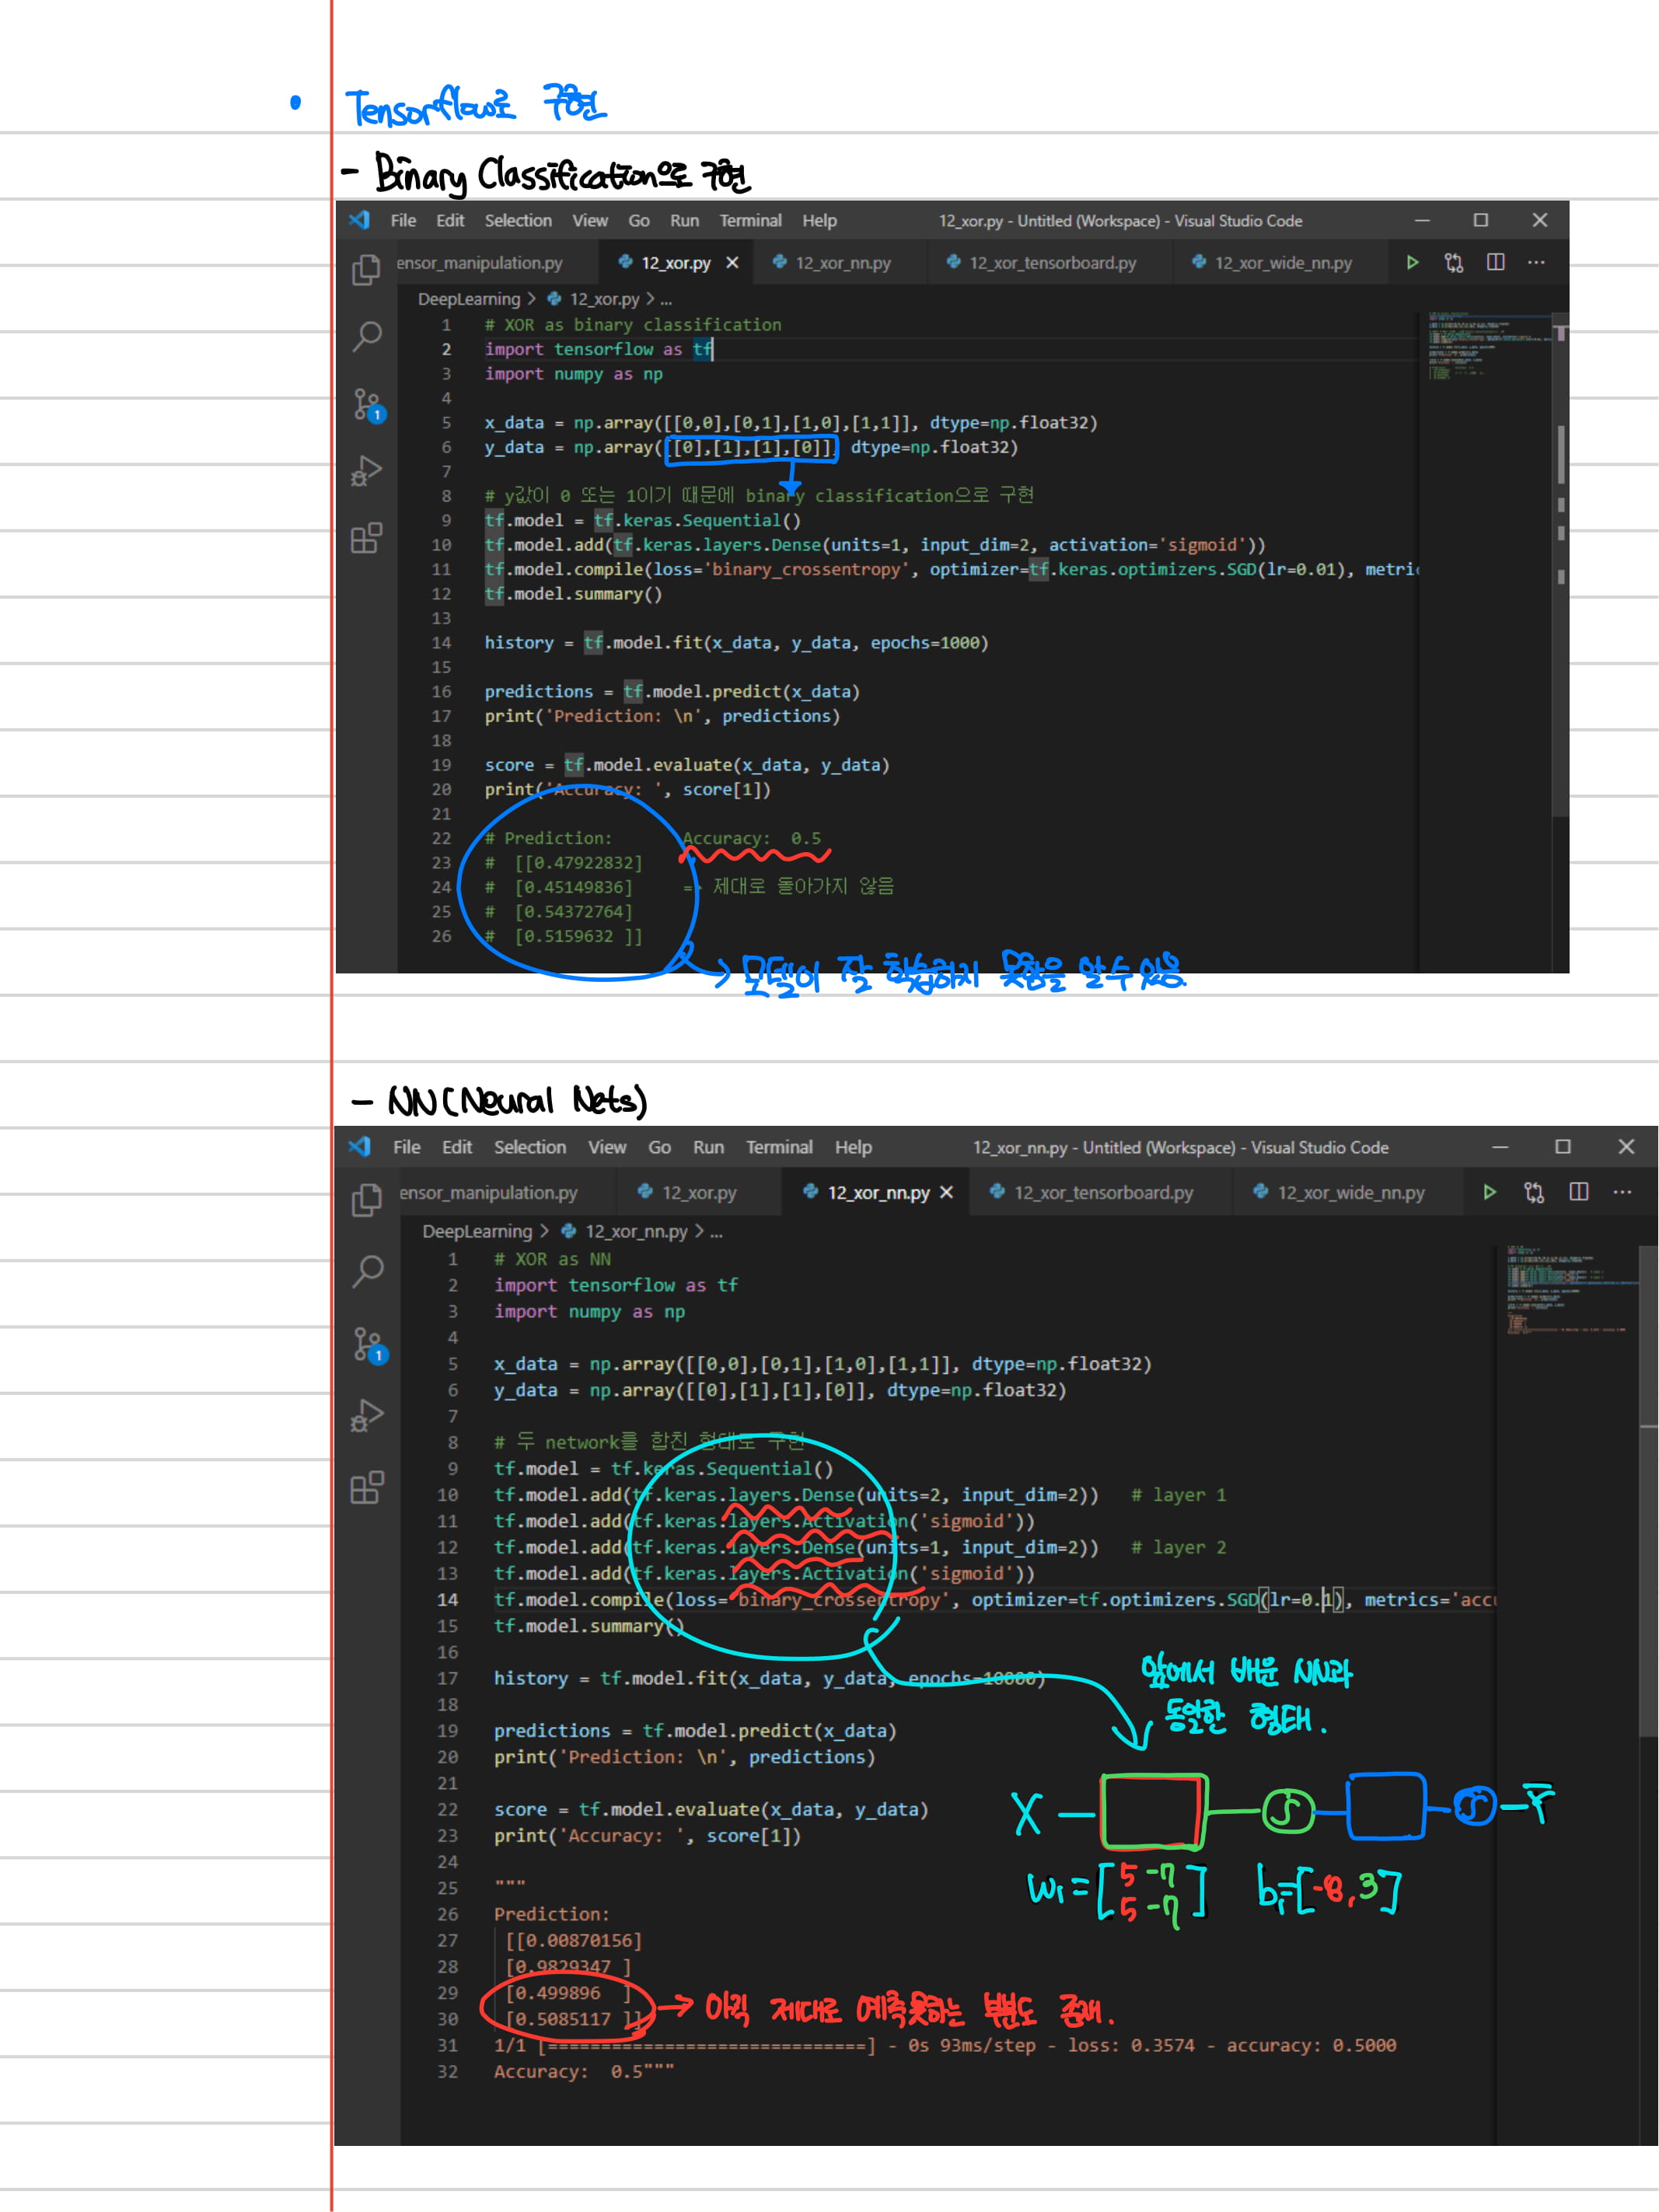 • Tensorflow로 구현
- Binary Classification으로 구현
File Edit Selection View Go Run Terminal Help 12_xor.py - Untitled (Workspace) - Visual Studio Code
ensor_manipulation.py 12_xor.py 12_xor_nn.py 12_xor_tensorboard.py 12_xor_wide_nn.py
DeepLearning > 12_xor.py > ...
1 # XOR as binary classification
2 import tensorflow as tf
3 import numpy as np
4
5 x_data = np.array([[0,0],[0,1],[1,0],[1,1]], dtype=np.float32)
6 y_data = np.array([[0],[1],[1],[0]], dtype=np.float32)
7
8 # y값이 0 또는 1이기 때문에 binary classification으로 구현
9 tf.model = tf.keras.Sequential()
10 tf.model.add(tf.keras.layers.Dense(units=1, input_dim=2, activation='sigmoid'))
11 tf.model.compile(loss='binary_crossentropy', optimizer=tf.keras.optimizers.SGD(lr=0.01), metric
12 tf.model.summary()
13
14 history = tf.model.fit(x_data, y_data, epochs=1000)
15
16 predictions = tf.model.predict(x_data)
17 print('Prediction: \n', predictions)
18
19 score = tf.model.evaluate(x_data, y_data)
20 print('Accuracy: ', score[1])
21
22 # Prediction: Accuracy: 0.5
23 # [[0.47922832]
24 # [0.45149836] => 제대로 돌아가지 않음
25 # [0.54372764]
26 # [0.5159632 ]]
1
→ 모델이 잘 학습하지 못함을 알 수 있음.
- NN(Neural Nets)
File Edit Selection View Go Run Terminal Help 12_xor_nn.py - Untitled (Workspace) - Visual Studio Code
ensor_manipulation.py 12_xor.py 12_xor_nn.py 12_xor_tensorboard.py 12_xor_wide_nn.py
DeepLearning > 12_xor_nn.py > ...
1 # XOR as NN
2 import tensorflow as tf
3 import numpy as np
4
5 x_data = np.array([[0,0],[0,1],[1,0],[1,1]], dtype=np.float32)
6 y_data = np.array([[0],[1],[1],[0]], dtype=np.float32)
7
8 # 두 network를 합친 형태로 구현
9 tf.model = tf.keras.Sequential()
10 tf.model.add(tf.keras.layers.Dense(units=2, input_dim=2)) # layer 1
11 tf.model.add(tf.keras.layers.Activation('sigmoid'))
12 tf.model.add(tf.keras.layers.Dense(units=1, input_dim=2)) # layer 2
13 tf.model.add(tf.keras.layers.Activation('sigmoid'))
14 tf.model.compile(loss='binary_crossentropy', optimizer=tf.optimizers.SGD(lr=0.1), metrics='accu
15 tf.model.summary()
16
17 history = tf.model.fit(x_data, y_data, epochs=10000)
18
19 predictions = tf.model.predict(x_data)
20 print('Prediction: \n', predictions)
21
22 score = tf.model.evaluate(x_data, y_data)
23 print('Accuracy: ', score[1])
24
25 """
26 Prediction:
27 [[0.00870156]
28 [0.9829347 ]
29 [0.499896 ]
30 [0.5085117 ]]
31 1/1 [==============================] - 0s 93ms/step - loss: 0.3574 - accuracy: 0.5000
32 Accuracy: 0.5"""
1
앞에서 배운 NN과
동일한 형태.
X — S — S — Ȳ
W₁ = [5 -7
5 -7] b₁=[-8, 3]
→ 아직 제대로 예측못하는 부분도 존재.